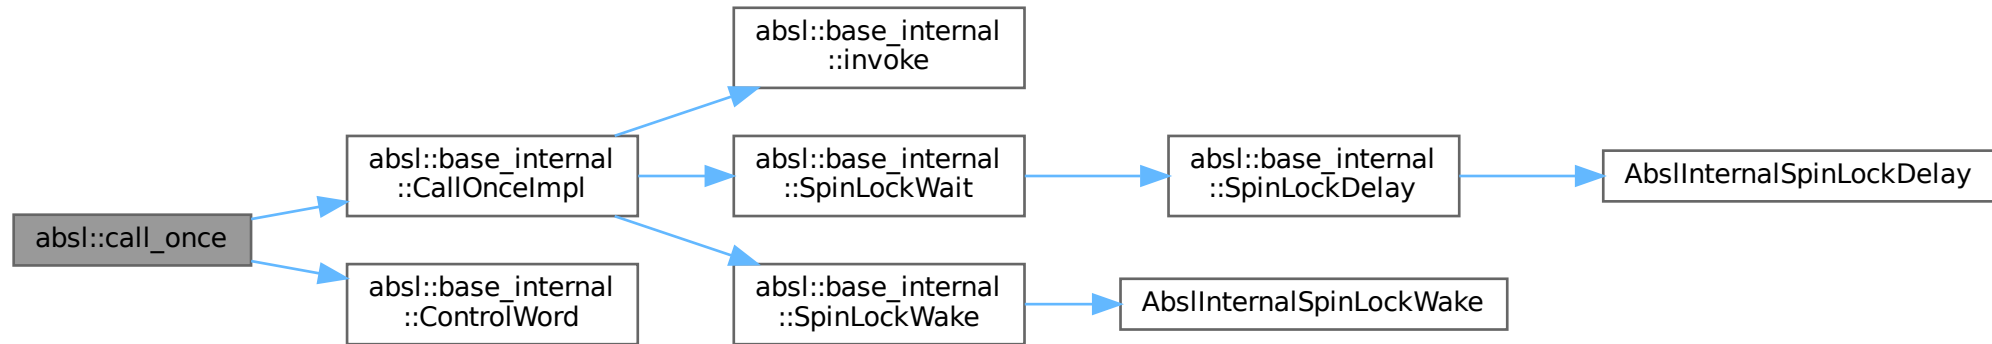 absl::call_once
absl::base_internal
::CallOnceImpl
absl::base_internal
::ControlWord
absl::base_internal
::invoke
absl::base_internal
::SpinLockWait
absl::base_internal
::SpinLockWake
absl::base_internal
::SpinLockDelay
AbslInternalSpinLockDelay
AbslInternalSpinLockWake